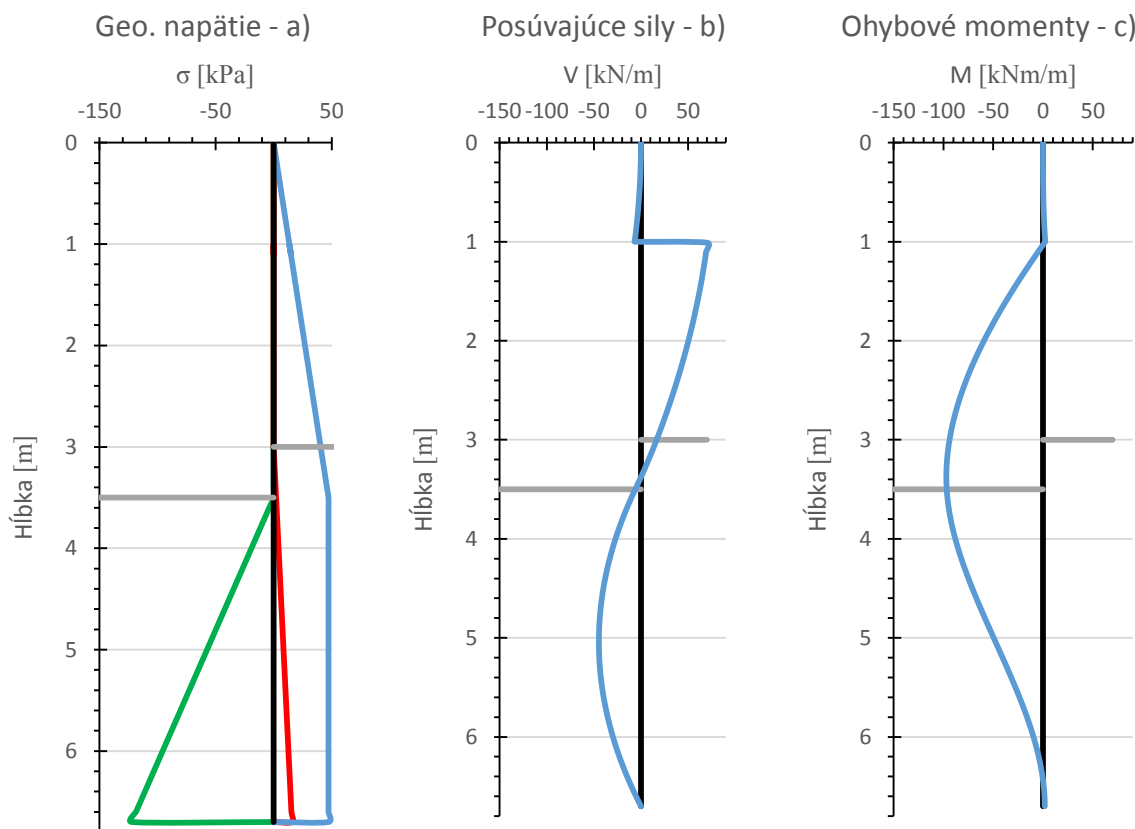 Geo. napätie - a)
σ [kPa]
-150 -50 50
0
1
2
3
4
5
6
Hĺbka [m]
Posúvajúce sily - b)
V [kN/m]
-150 -100 -50 0 50
0
1
2
3
4
5
6
Hĺbka [m]
Ohybové momenty - c)
M [kNm/m]
-150 -100 -50 0 50
0
1
2
3
4
5
6
Hĺbka [m]